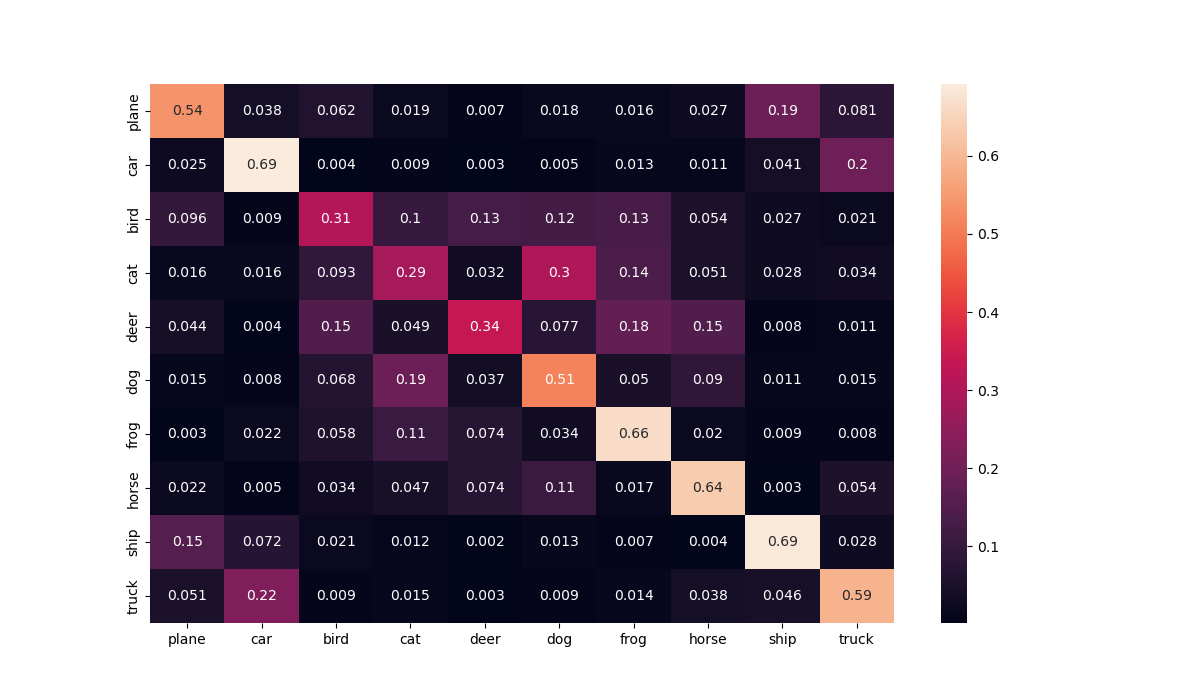 plane 0.54 0.038 0.062 0.019 0.007 0.018 0.016 0.027 0.19 0.081
car 0.025 0.69 0.004 0.009 0.003 0.005 0.013 0.011 0.041 0.2
bird 0.096 0.009 0.31 0.1 0.13 0.12 0.13 0.054 0.027 0.021
cat 0.016 0.016 0.093 0.29 0.032 0.3 0.14 0.051 0.028 0.034
deer 0.044 0.004 0.15 0.049 0.34 0.077 0.18 0.15 0.008 0.011
dog 0.015 0.008 0.068 0.19 0.037 0.51 0.05 0.09 0.011 0.015
frog 0.003 0.022 0.058 0.11 0.074 0.034 0.66 0.02 0.009 0.008
horse 0.022 0.005 0.034 0.047 0.074 0.11 0.017 0.64 0.003 0.054
ship 0.15 0.072 0.021 0.012 0.002 0.013 0.007 0.004 0.69 0.028
truck 0.051 0.22 0.009 0.015 0.003 0.009 0.014 0.038 0.046 0.59
plane car bird cat deer dog frog horse ship truck
0.6
0.5
0.4
0.3
0.2
0.1